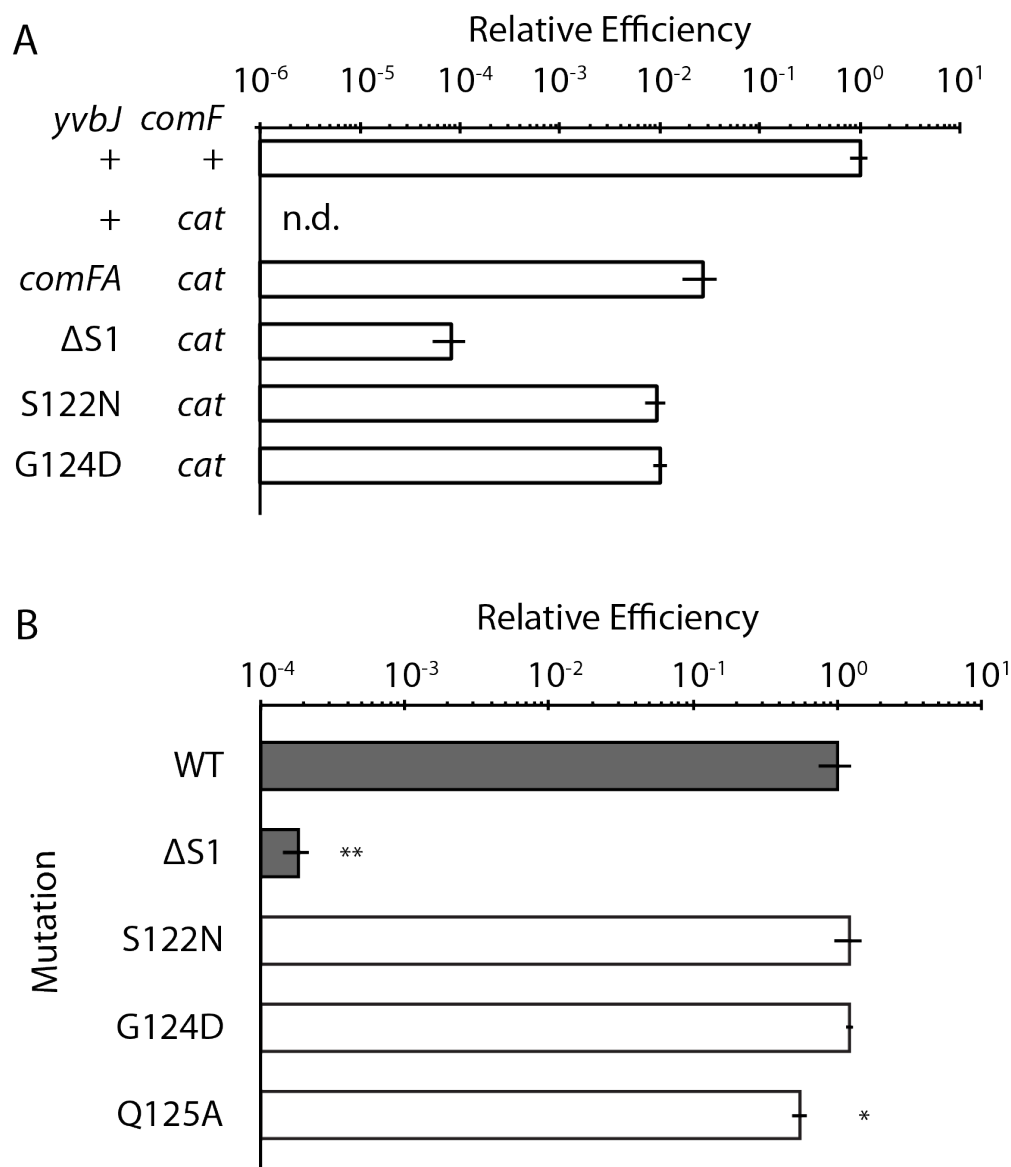 A
Relative Efficiency
10-6 10-5 10-4 10-3 10-2 10-1 100 101
yvbJ comF
+ +
+ cat n.d.
comFA cat
ΔS1 cat
S122N cat
G124D cat
B
Relative Efficiency
10-4 10-3 10-2 10-1 100 101
Mutation
WT
ΔS1 **
S122N
G124D
Q125A *